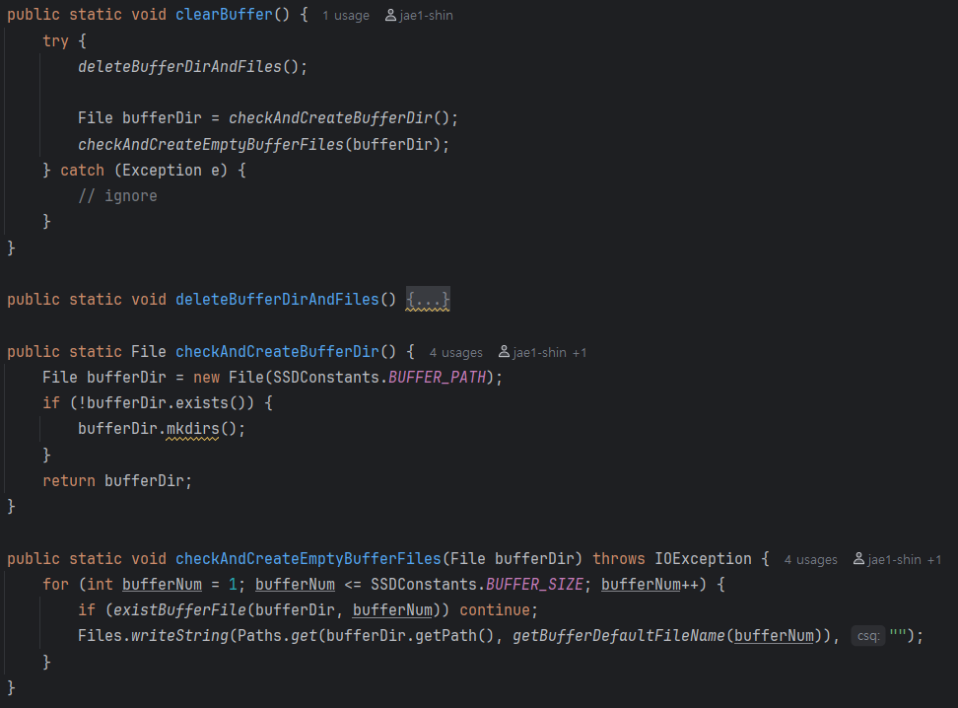 public static void clearBuffer() { 1 usage jae1-shin
    try {
        deleteBufferDirAndFiles();

        File bufferDir = checkAndCreateBufferDir();
        checkAndCreateEmptyBufferFiles(bufferDir);
    } catch (Exception e) {
        // ignore
    }
}

public static void deleteBufferDirAndFiles() {...}

public static File checkAndCreateBufferDir() { 4 usages jae1-shin +1
    File bufferDir = new File(SSDConstants.BUFFER_PATH);
    if (!bufferDir.exists()) {
        bufferDir.mkdirs();
    }
    return bufferDir;
}

public static void checkAndCreateEmptyBufferFiles(File bufferDir) throws IOException { 4 usages jae1-shin +1
    for (int bufferNum = 1; bufferNum <= SSDConstants.BUFFER_SIZE; bufferNum++) {
        if (existBufferFile(bufferDir, bufferNum)) continue;
        Files.writeString(Paths.get(bufferDir.getPath(), getBufferDefaultFileName(bufferNum)), csq: "");
    }
}